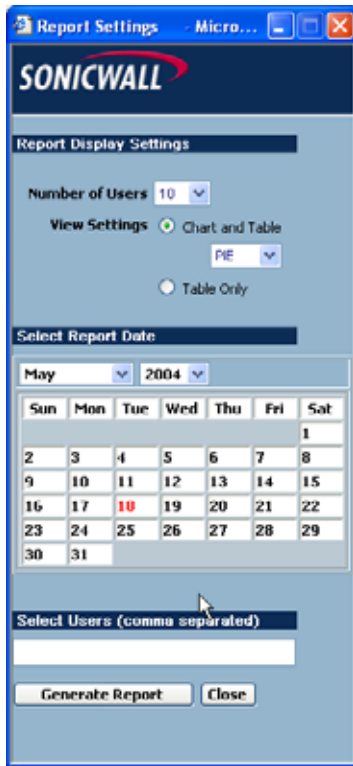 Report Settings - Micro...
SONICWALL
Report Display Settings
Number of Users 10
View Settings Chart and Table
PIE
Table Only
Select Report Date
May 2004
Sun Mon Tue Wed Thu Fri Sat
1
2 3 4 5 6 7 8
9 10 11 12 13 14 15
16 17 18 19 20 21 22
23 24 25 26 27 28 29
30 31
Select Users (comma separated)
Generate Report Close